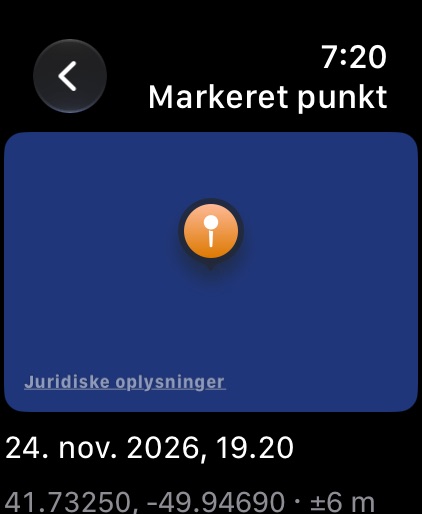 7:20
Markeret punkt
Juridiske oplysninger
24. nov. 2026, 19.20
41.73250, -49.94690 · ±6 m